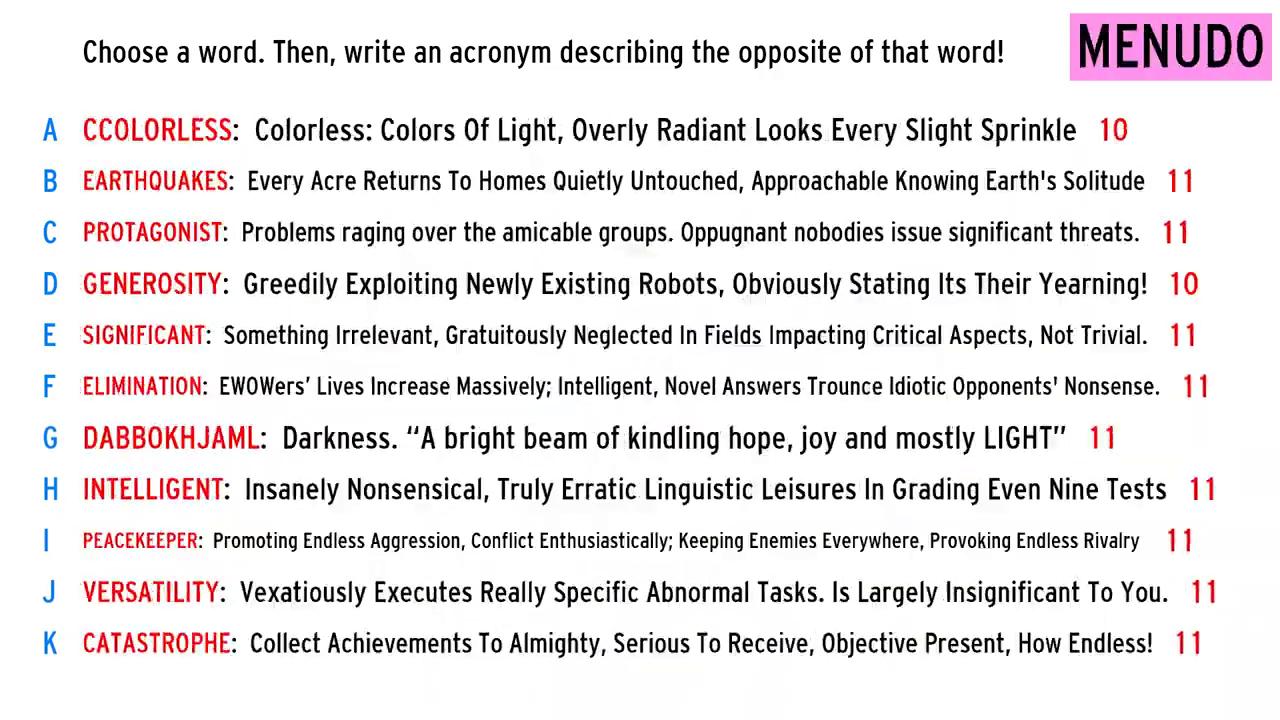 Choose a word. Then, write an acronym describing the opposite of that word!
MENUDO
A CCOLORLESS: Colorless: Colors Of Light, Overly Radiant Looks Every Slight Sprinkle 10
B EARTHQUAKES: Every Acre Returns To Homes Quietly Untouched, Approachable Knowing Earth's Solitude 11
C PROTAGONIST: Problems raging over the amicable groups. Oppugnant nobodies issue significant threats. 11
D GENEROSITY: Greedily Exploiting Newly Existing Robots, Obviously Stating Its Their Yearning! 10
E SIGNIFICANT: Something Irrelevant, Gratuitously Neglected In Fields Impacting Critical Aspects, Not Trivial. 11
F ELIMINATION: EWOWers’ Lives Increase Massively; Intelligent, Novel Answers Trounce Idiotic Opponents' Nonsense. 11
G DABBOKHJAML: Darkness. “A bright beam of kindling hope, joy and mostly LIGHT” 11
H INTELLIGENT: Insanely Nonsensical, Truly Erratic Linguistic Leisures In Grading Even Nine Tests 11
I PEACEKEEPER: Promoting Endless Aggression, Conflict Enthusiastically; Keeping Enemies Everywhere, Provoking Endless Rivalry 11
J VERSATILITY: Vexatiously Executes Really Specific Abnormal Tasks. Is Largely Insignificant To You. 11
K CATASTROPHE: Collect Achievements To Almighty, Serious To Receive, Objective Present, How Endless! 11